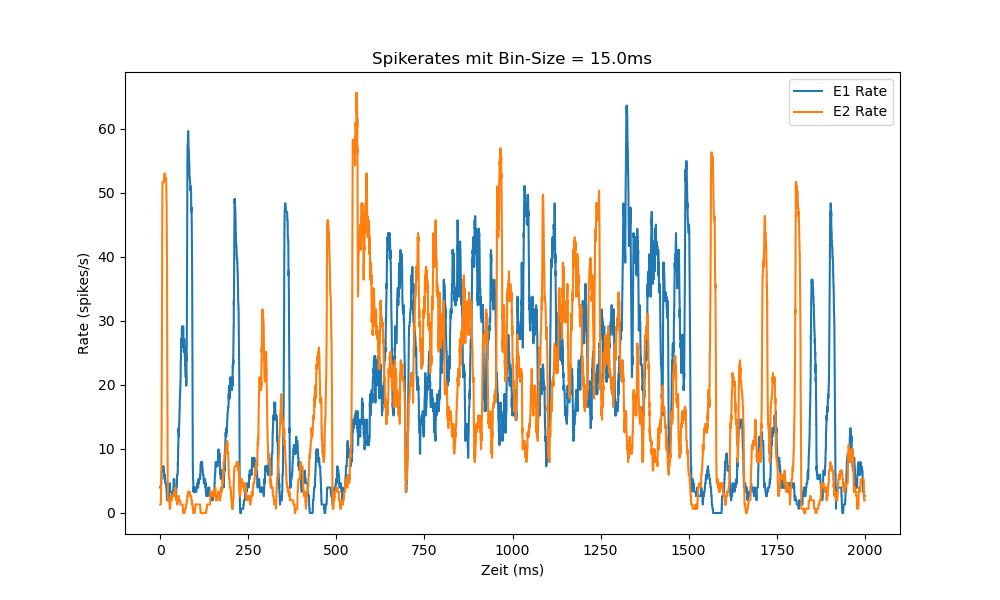 Spikerates mit Bin-Size = 15.0ms
E1 Rate
E2 Rate
60
50
40
30
20
10
0
Rate (spikes/s)
0 250 500 750 1000 1250 1500 1750 2000
Zeit (ms)